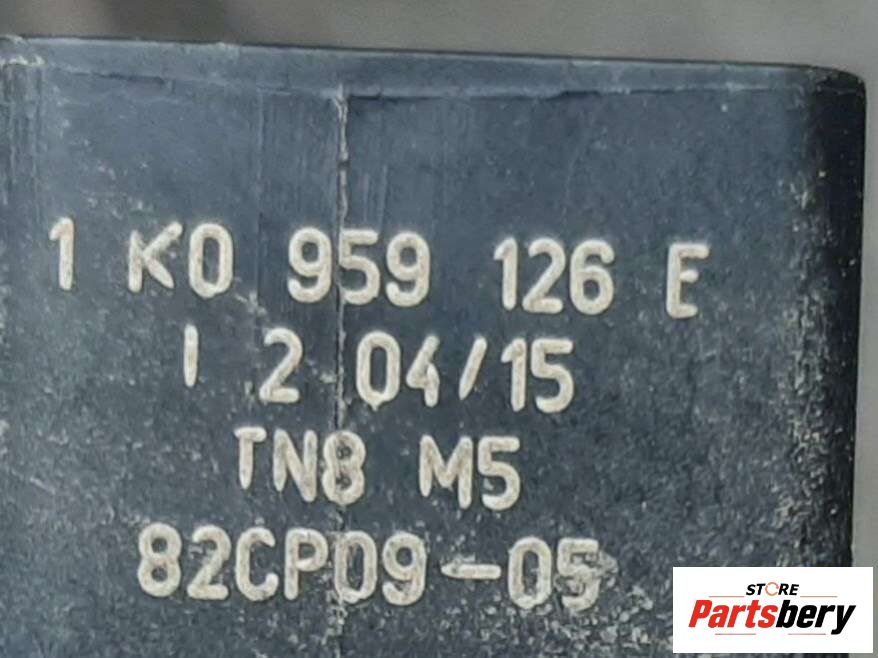 1 K0 959 126 E
I 2 04/15
TN8 M5
82CP09-05
STORE
Partsbery